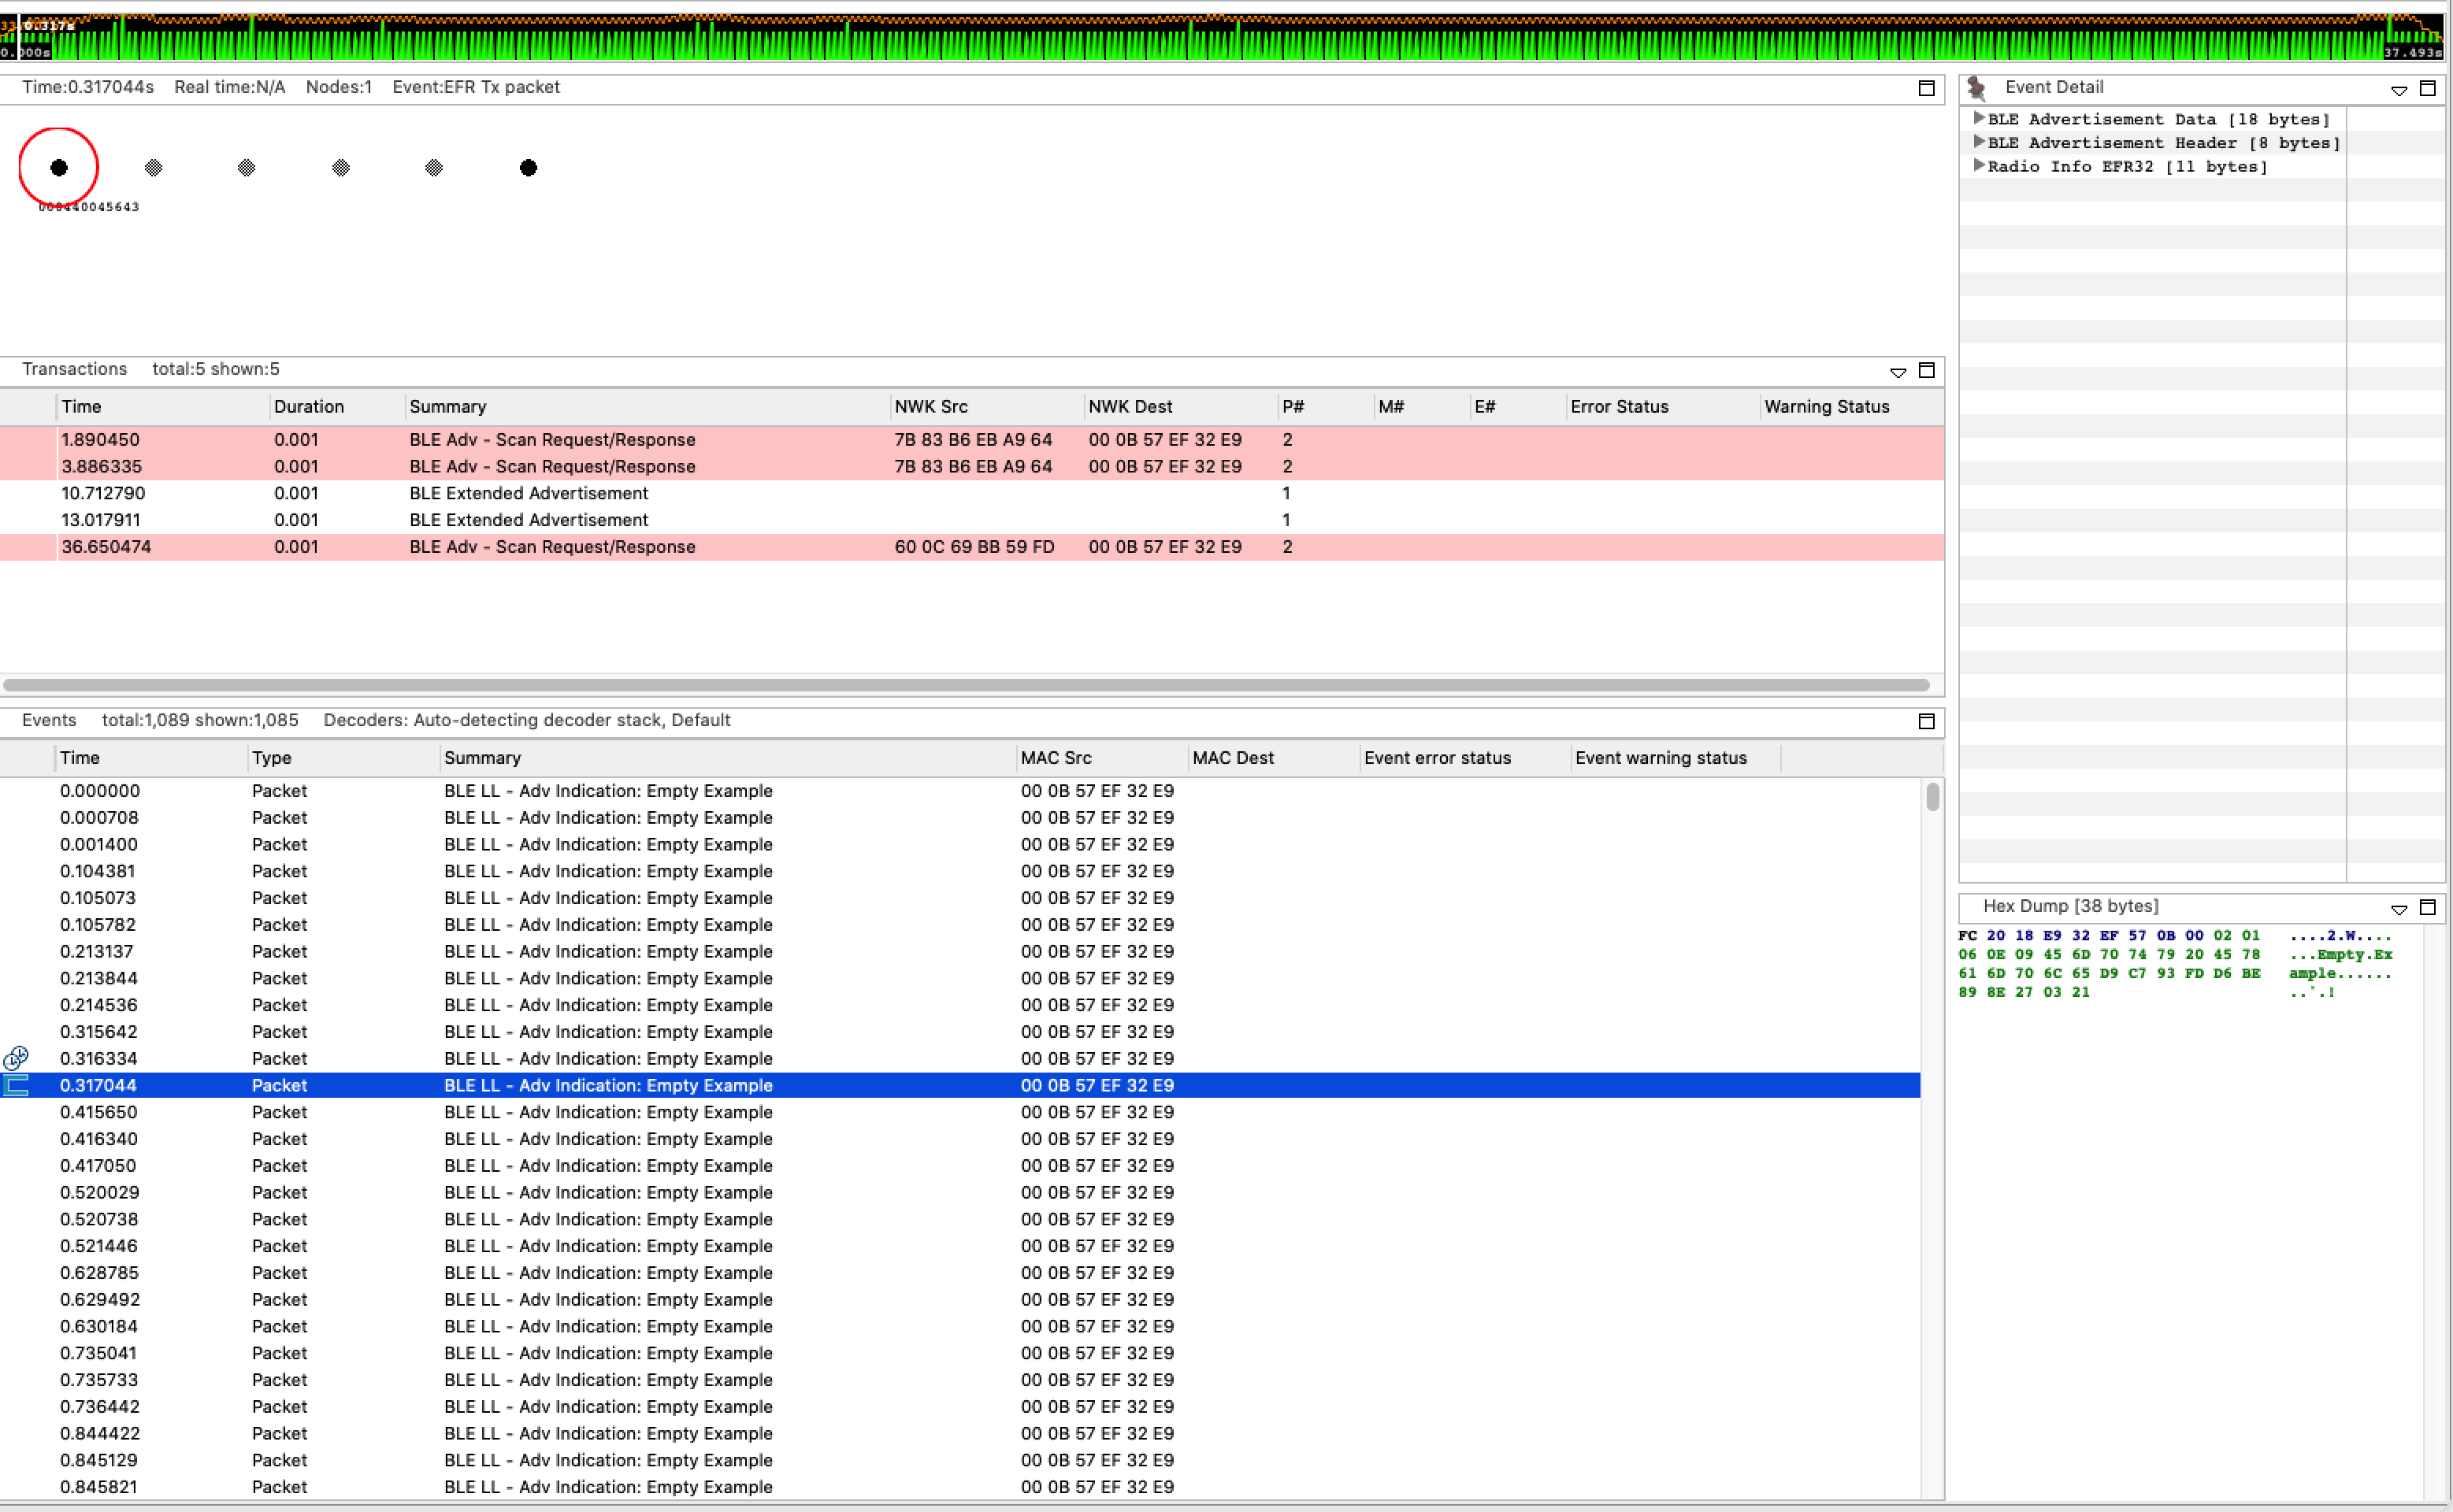 0.317s
0.000s
37.493s
Time:0.317044s Real time:N/A Nodes:1 Event:EFR Tx packet
000440045643
Transactions total:5 shown:5
Time Duration Summary NWK Src NWK Dest P# M# E# Error Status Warning Status
1.890450 0.001 BLE Adv - Scan Request/Response 7B 83 B6 EB A9 64 00 0B 57 EF 32 E9 2
3.886335 0.001 BLE Adv - Scan Request/Response 7B 83 B6 EB A9 64 00 0B 57 EF 32 E9 2
10.712790 0.001 BLE Extended Advertisement 1
13.017911 0.001 BLE Extended Advertisement 1
36.650474 0.001 BLE Adv - Scan Request/Response 60 0C 69 BB 59 FD 00 0B 57 EF 32 E9 2
Events total:1,089 shown:1,085 Decoders: Auto-detecting decoder stack, Default
Time Type Summary MAC Src MAC Dest Event error status Event warning status
0.000000 Packet BLE LL - Adv Indication: Empty Example 00 0B 57 EF 32 E9
0.000708 Packet BLE LL - Adv Indication: Empty Example 00 0B 57 EF 32 E9
0.001400 Packet BLE LL - Adv Indication: Empty Example 00 0B 57 EF 32 E9
0.104381 Packet BLE LL - Adv Indication: Empty Example 00 0B 57 EF 32 E9
0.105073 Packet BLE LL - Adv Indication: Empty Example 00 0B 57 EF 32 E9
0.105782 Packet BLE LL - Adv Indication: Empty Example 00 0B 57 EF 32 E9
0.213137 Packet BLE LL - Adv Indication: Empty Example 00 0B 57 EF 32 E9
0.213844 Packet BLE LL - Adv Indication: Empty Example 00 0B 57 EF 32 E9
0.214536 Packet BLE LL - Adv Indication: Empty Example 00 0B 57 EF 32 E9
0.315642 Packet BLE LL - Adv Indication: Empty Example 00 0B 57 EF 32 E9
0.316334 Packet BLE LL - Adv Indication: Empty Example 00 0B 57 EF 32 E9
0.317044 Packet BLE LL - Adv Indication: Empty Example 00 0B 57 EF 32 E9
0.415650 Packet BLE LL - Adv Indication: Empty Example 00 0B 57 EF 32 E9
0.416340 Packet BLE LL - Adv Indication: Empty Example 00 0B 57 EF 32 E9
0.417050 Packet BLE LL - Adv Indication: Empty Example 00 0B 57 EF 32 E9
0.520029 Packet BLE LL - Adv Indication: Empty Example 00 0B 57 EF 32 E9
0.520738 Packet BLE LL - Adv Indication: Empty Example 00 0B 57 EF 32 E9
0.521446 Packet BLE LL - Adv Indication: Empty Example 00 0B 57 EF 32 E9
0.628785 Packet BLE LL - Adv Indication: Empty Example 00 0B 57 EF 32 E9
0.629492 Packet BLE LL - Adv Indication: Empty Example 00 0B 57 EF 32 E9
0.630184 Packet BLE LL - Adv Indication: Empty Example 00 0B 57 EF 32 E9
0.735041 Packet BLE LL - Adv Indication: Empty Example 00 0B 57 EF 32 E9
0.735733 Packet BLE LL - Adv Indication: Empty Example 00 0B 57 EF 32 E9
0.736442 Packet BLE LL - Adv Indication: Empty Example 00 0B 57 EF 32 E9
0.844422 Packet BLE LL - Adv Indication: Empty Example 00 0B 57 EF 32 E9
0.845129 Packet BLE LL - Adv Indication: Empty Example 00 0B 57 EF 32 E9
0.845821 Packet BLE LL - Adv Indication: Empty Example 00 0B 57 EF 32 E9
Event Detail
BLE Advertisement Data [18 bytes]
BLE Advertisement Header [8 bytes]
Radio Info EFR32 [11 bytes]
Hex Dump [38 bytes]
FC 20 18 E9 32 EF 57 0B 00 02 01 ....2.W....
06 0E 09 45 6D 70 74 79 20 45 78 ...Empty.Ex
61 6D 70 6C 65 D9 C7 93 FD D6 BE ample......
89 8E 27 03 21 ..'.!